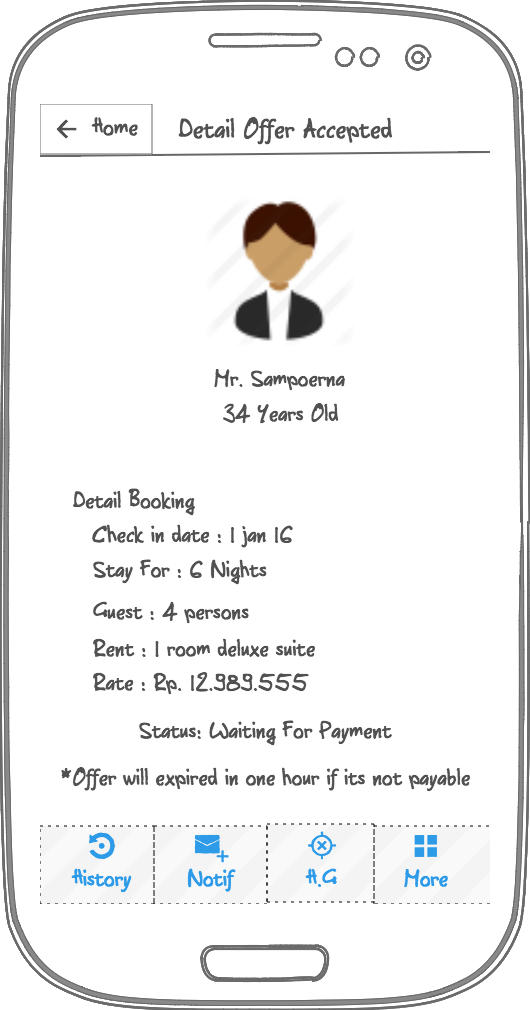 Home
Detail Offer Accepted
Mr. Sampoerna
34 Years Old
Detail Booking
Check in date : 1 jan 16
Stay For : 6 Nights
Guest : 4 persons
Rent : 1 room deluxe suite
Rate : Rp. 12.989.555
Status: Waiting For Payment
*Offer will expired in one hour if its not payable
History
Notif
H.G
More